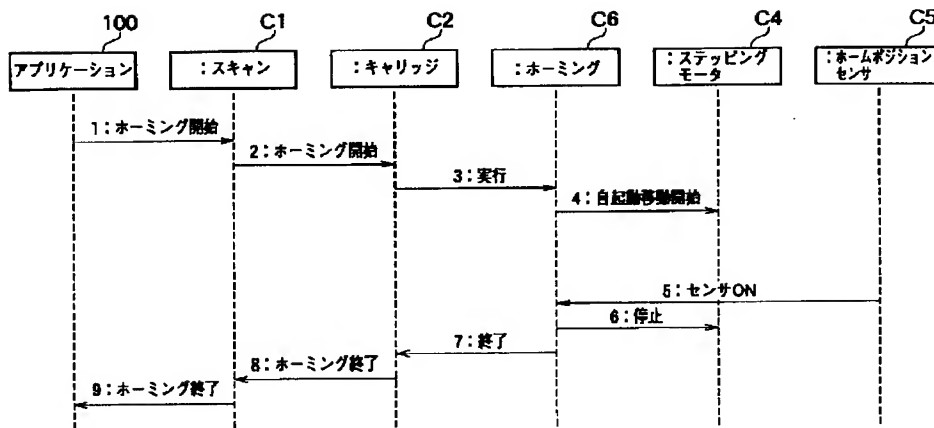 100
C1
C2
C6
C4
C5
アプリケーション
:スキャン
:キャリッジ
:ホーミング
:ステッピング
モータ
:ホームポジション
センサ
1:ホーミング開始
2:ホーミング開始
3:実行
4:自起動移動開始
5:センサON
6:停止
7:終了
8:ホーミング終了
9:ホーミング終了